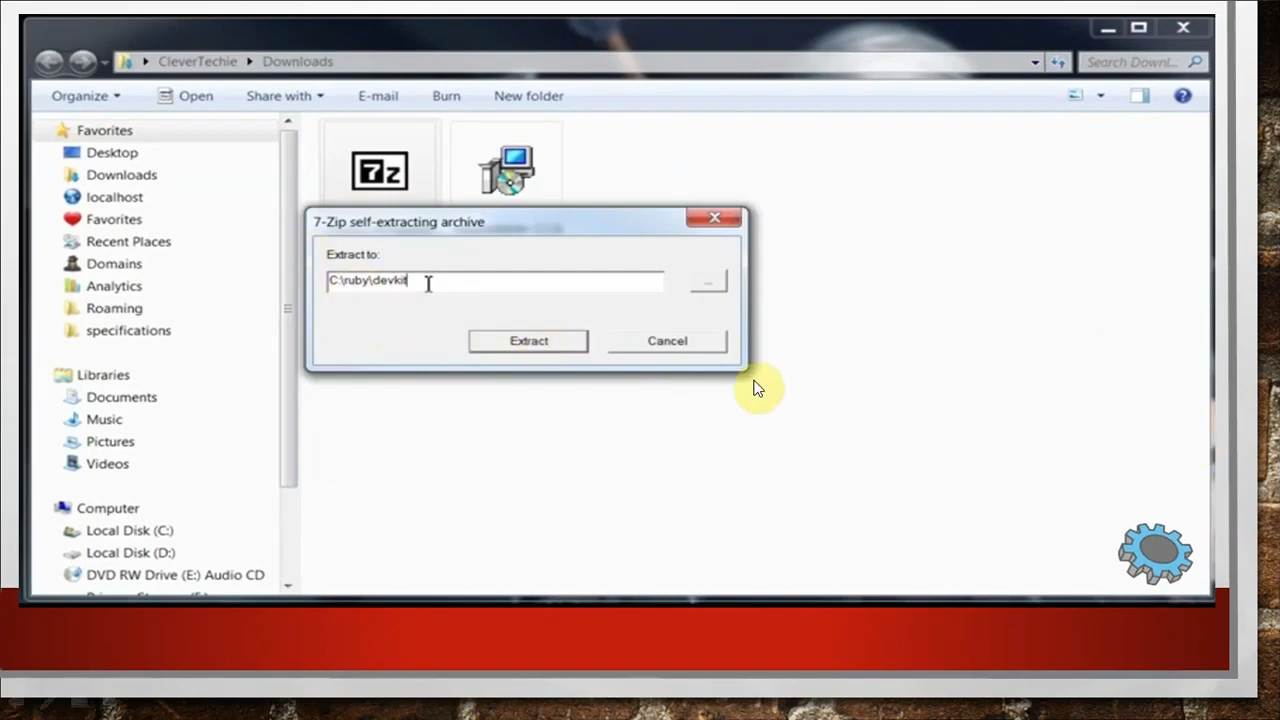 CleverTechie Downloads
Search Downl...
Organize Open Share with E-mail Burn New folder
Favorites
Desktop
Downloads
localhost
Favorites
Recent Places
Domains
Analytics
Roaming
specifications
Libraries
Documents
Music
Pictures
Videos
Computer
Local Disk (C:)
Local Disk (D:)
DVD RW Drive (E:) Audio CD
7z
7-Zip self-extracting archive
Extract to:
C:\ruby\devkit
...
Extract Cancel